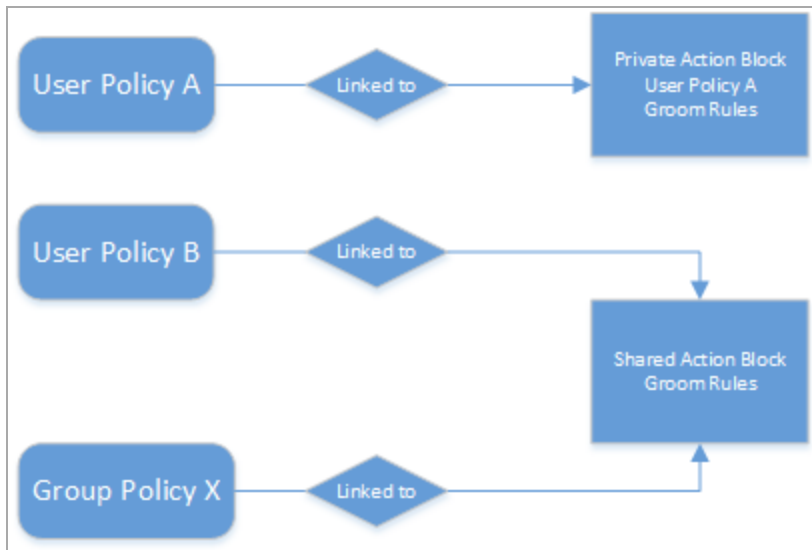 User Policy A
Linked to
Private Action Block
User Policy A
Groom Rules
User Policy B
Linked to
Shared Action Block
Groom Rules
Group Policy X
Linked to